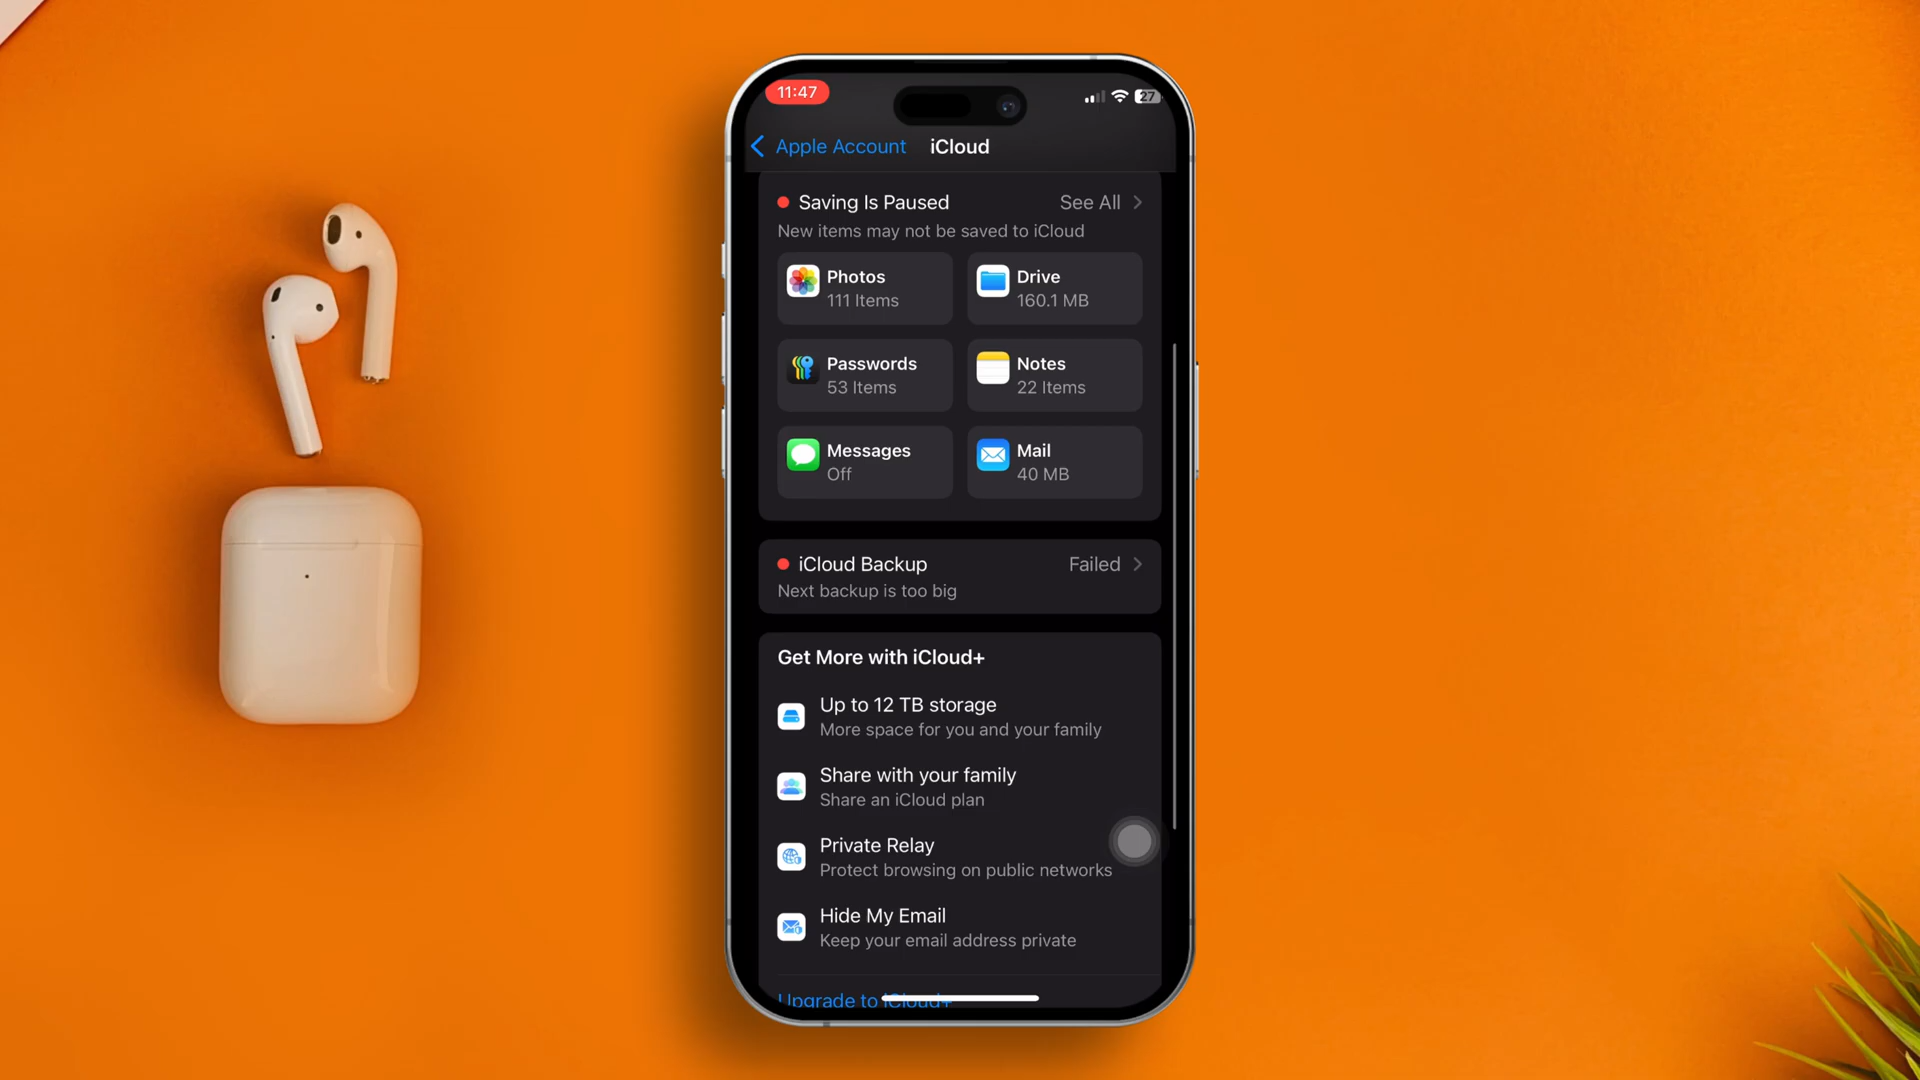 11:47
27
Apple Account
iCloud
Saving Is Paused
See All
New items may not be saved to iCloud
Photos
111 Items
Drive
160.1 MB
Passwords
53 Items
Notes
22 Items
Messages
Off
Mail
40 MB
iCloud Backup
Failed
Next backup is too big
Get More with iCloud+
Up to 12 TB storage
More space for you and your family
Share with your family
Share an iCloud plan
Private Relay
Protect browsing on public networks
Hide My Email
Keep your email address private
Upgrade to iCloud+